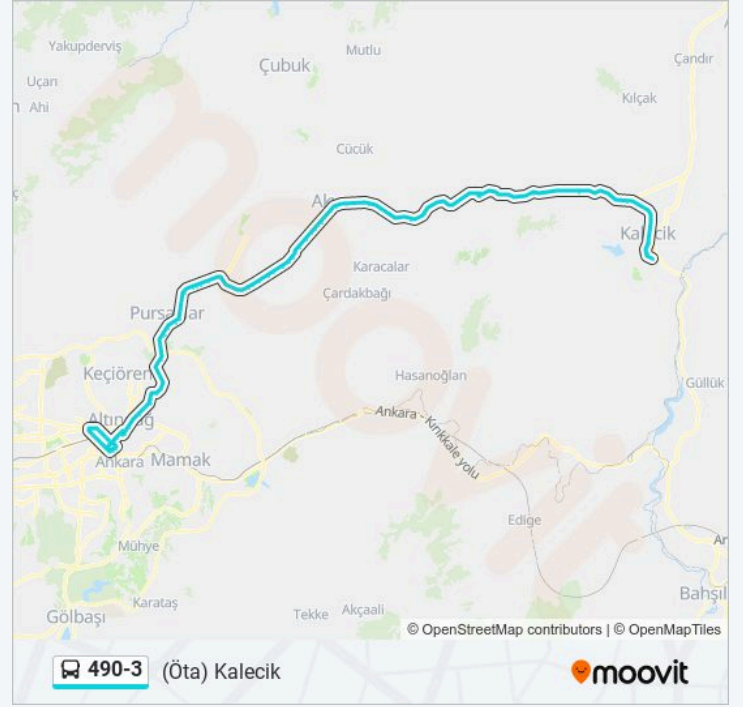 Yakupderviş
Mutlu
Çandır
Çubuk
Uçarı
Ahi
Kılçak
Cücük
Kalecik
Karacalar
Çardakbağı
Pursaklar
Keçiören
Hasanoğlan
Güllük
Altındağ
Ankara - Kırıkkale yolu
Ankara
Mamak
Edige
Mühye
Bahşıl
Karataş
Tekke
Akçaali
Gölbaşı
© OpenStreetMap contributors | © OpenMapTiles
490-3
(Öta) Kalecik
moovit